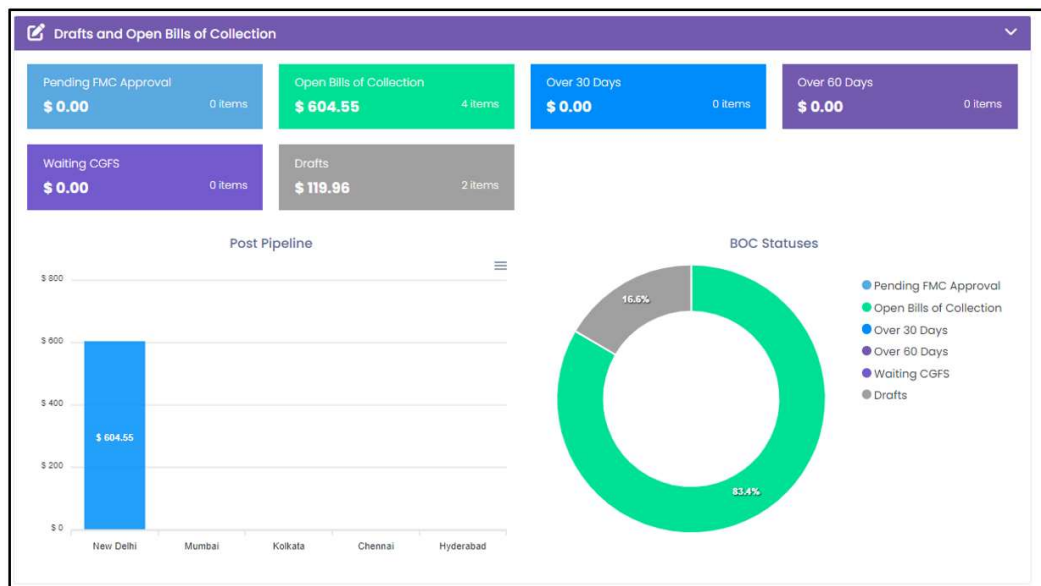 Drafts and Open Bills of Collection
Pending FMC Approval
$ 0.00
0 items
Open Bills of Collection
$ 604.55
4 items
Over 30 Days
$ 0.00
0 items
Over 60 Days
$ 0.00
0 items
Waiting CGFS
$ 0.00
0 items
Drafts
$ 119.96
2 items
Post Pipeline
$ 800
$ 600
$ 400
$ 200
$ 0
$ 604.55
New Delhi
Mumbai
Kolkata
Chennai
Hyderabad
BOC Statuses
16.6%
83.4%
Pending FMC Approval
Open Bills of Collection
Over 30 Days
Over 60 Days
Waiting CGFS
Drafts